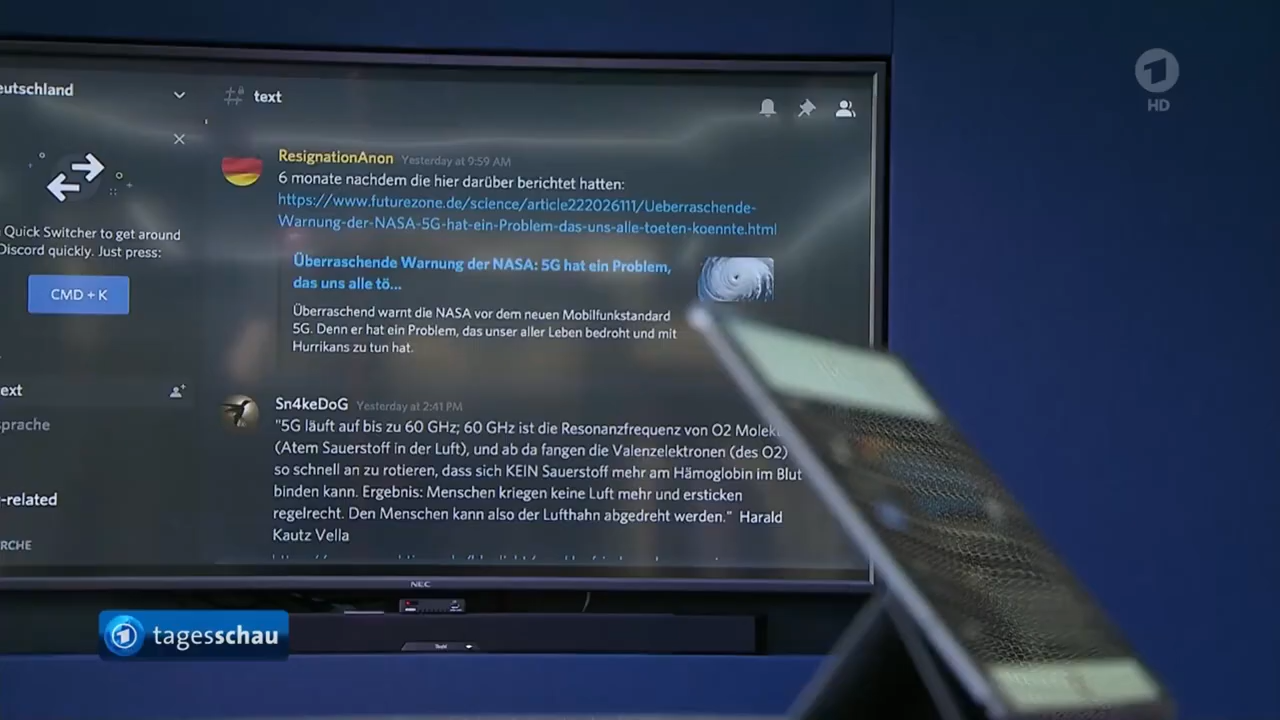 eutschland
# text
ResignationAnon Yesterday at 9:59 AM
6 monate nachdem die hier darüber berichtet hatten:
https://www.futurezone.de/science/article222026111/Ueberraschende-
Warnung-der-NASA-5G-hat-ein-Problem-das-uns-alle-toeten-koennte.html
Quick Switcher to get around
Discord quickly. Just press:
CMD + K
Überraschende Warnung der NASA: 5G hat ein Problem,
das uns alle tö...
Überraschend warnt die NASA vor dem neuen Mobilfunkstandard
5G. Denn er hat ein Problem, das unser aller Leben bedroht und mit
Hurrikans zu tun hat.
ext
prache
-related
RCHE
Sn4keDoG Yesterday at 2:41 PM
"5G läuft auf bis zu 60 GHz; 60 GHz ist die Resonanzfrequenz von O2 Molek
(Atem Sauerstoff in der Luft), und ab da fangen die Valenzelektronen (des O2)
so schnell an zu rotieren, dass sich KEIN Sauerstoff mehr am Hämoglobin im Blut
binden kann. Ergebnis: Menschen kriegen keine Luft mehr und ersticken
regelrecht. Den Menschen kann also der Lufthahn abgedreht werden." Harald
Kautz Vella
NEC
1 tagesschau
1
HD